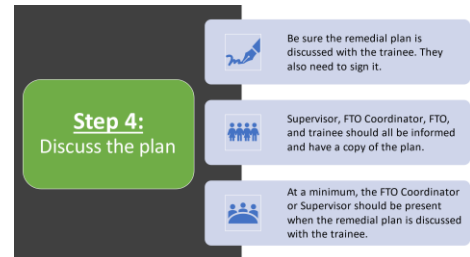 Step 4:
Discuss the plan
Be sure the remedial plan is
discussed with the trainee. They
also need to sign it.
Supervisor, FTO Coordinator, FTO,
and trainee should all be informed
and have a copy of the plan.
At a minimum, the FTO Coordinator
or Supervisor should be present
when the remedial plan is discussed
with the trainee.